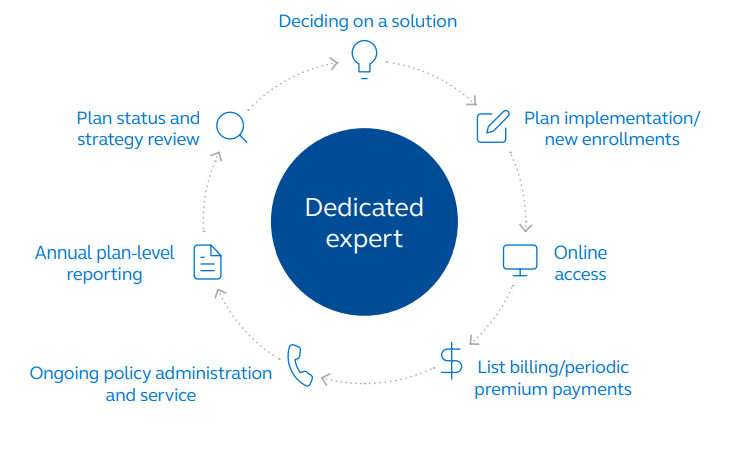 Deciding on a solution
Plan implementation/
new enrollments
Online
access
List billing/periodic
premium payments
Ongoing policy administration
and service
Annual plan-level
reporting
Plan status and
strategy review
Dedicated
expert